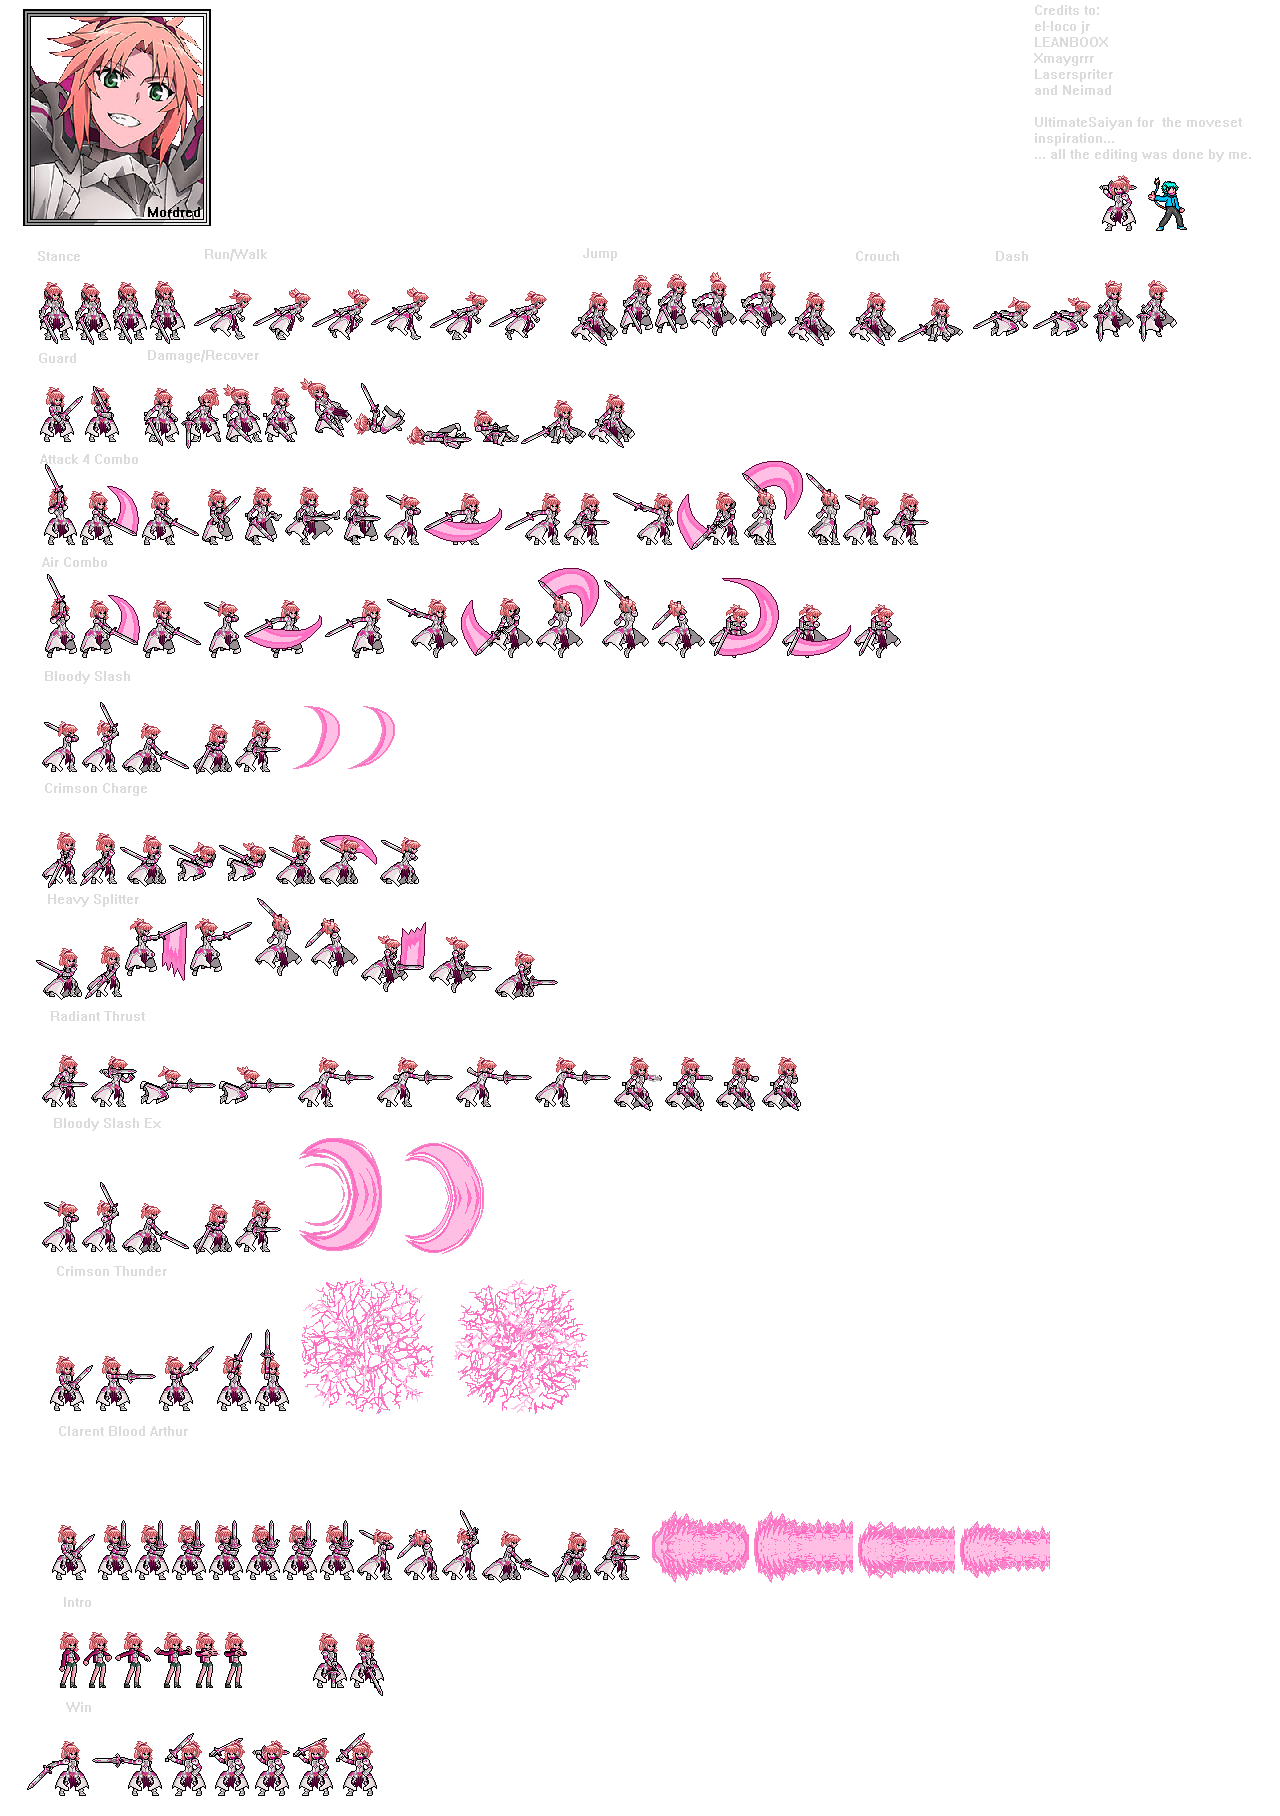 Credits to:
el-loco jr
LEANBOOX
Xmaygrrr
Laserspriter
and Neimad
UltimateSaiyan for the moveset
inspiration...
... all the editing was done by me.
Mordred
Stance
Run/Walk
Jump
Crouch
Dash
Guard
Damage/Recover
Attack 4 Combo
Air Combo
Bloody Slash
Crimson Charge
Heavy Splitter
Radiant Thrust
Bloody Slash Ex
Crimson Thunder
Clarent Blood Arthur
Intro
Win